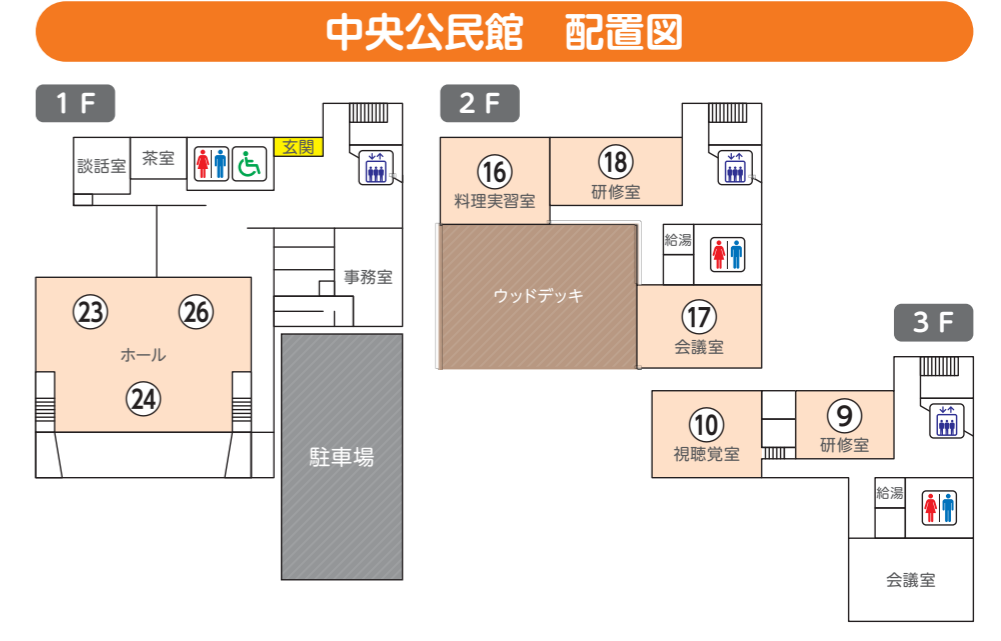 中央公民館　配置図
1F
談話室
茶室
玄関
事務室
23
26
ホール
24
駐車場
2F
16
料理実習室
18
研修室
給湯
ウッドデッキ
17
会議室
3F
10
視聴覚室
9
研修室
給湯
会議室